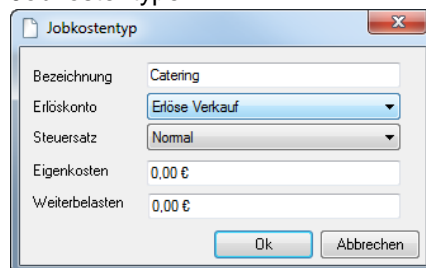 Jobkostentyp
Bezeichnung Catering
Erlöskonto Erlöse Verkauf
Steuersatz Normal
Eigenkosten 0,00 €
Weiterbelasten 0,00 €
Ok Abbrechen